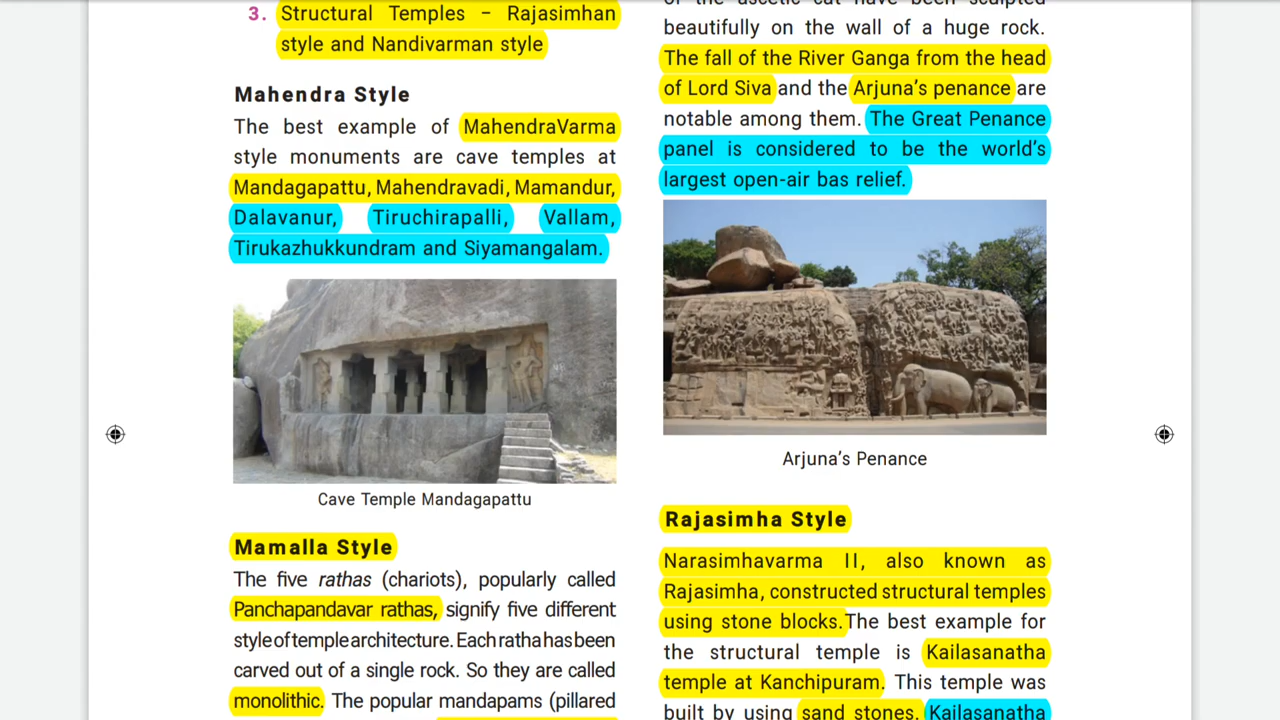 3. Structural Temples – Rajasimhan
style and Nandivarman style
Mahendra Style
The best example of MahendraVarma
style monuments are cave temples at
Mandagapattu, Mahendravadi, Mamandur,
Dalavanur, Tiruchirapalli, Vallam,
Tirukazhukkundram and Siyamangalam.
Cave Temple Mandagapattu
Mamalla Style
The five rathas (chariots), popularly called
Panchapandavar rathas, signify five different
style of temple architecture. Each ratha has been
carved out of a single rock. So they are called
monolithic. The popular mandapams (pillared
of the ascetic cat have been sculpted
beautifully on the wall of a huge rock.
The fall of the River Ganga from the head
of Lord Siva and the Arjuna's penance are
notable among them. The Great Penance
panel is considered to be the world's
largest open-air bas relief.
Arjuna's Penance
Rajasimha Style
Narasimhavarma II, also known as
Rajasimha, constructed structural temples
using stone blocks.The best example for
the structural temple is Kailasanatha
temple at Kanchipuram. This temple was
built by using sand stones. Kailasanatha